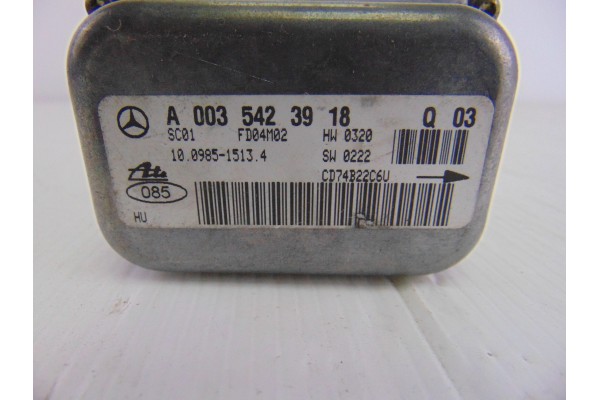 A 003 542 39 18 Q 03
SC01 FD04M02 HW 0320
10.0985-1513.4 SW 0222
Ate CD74B22C6U
085
HU